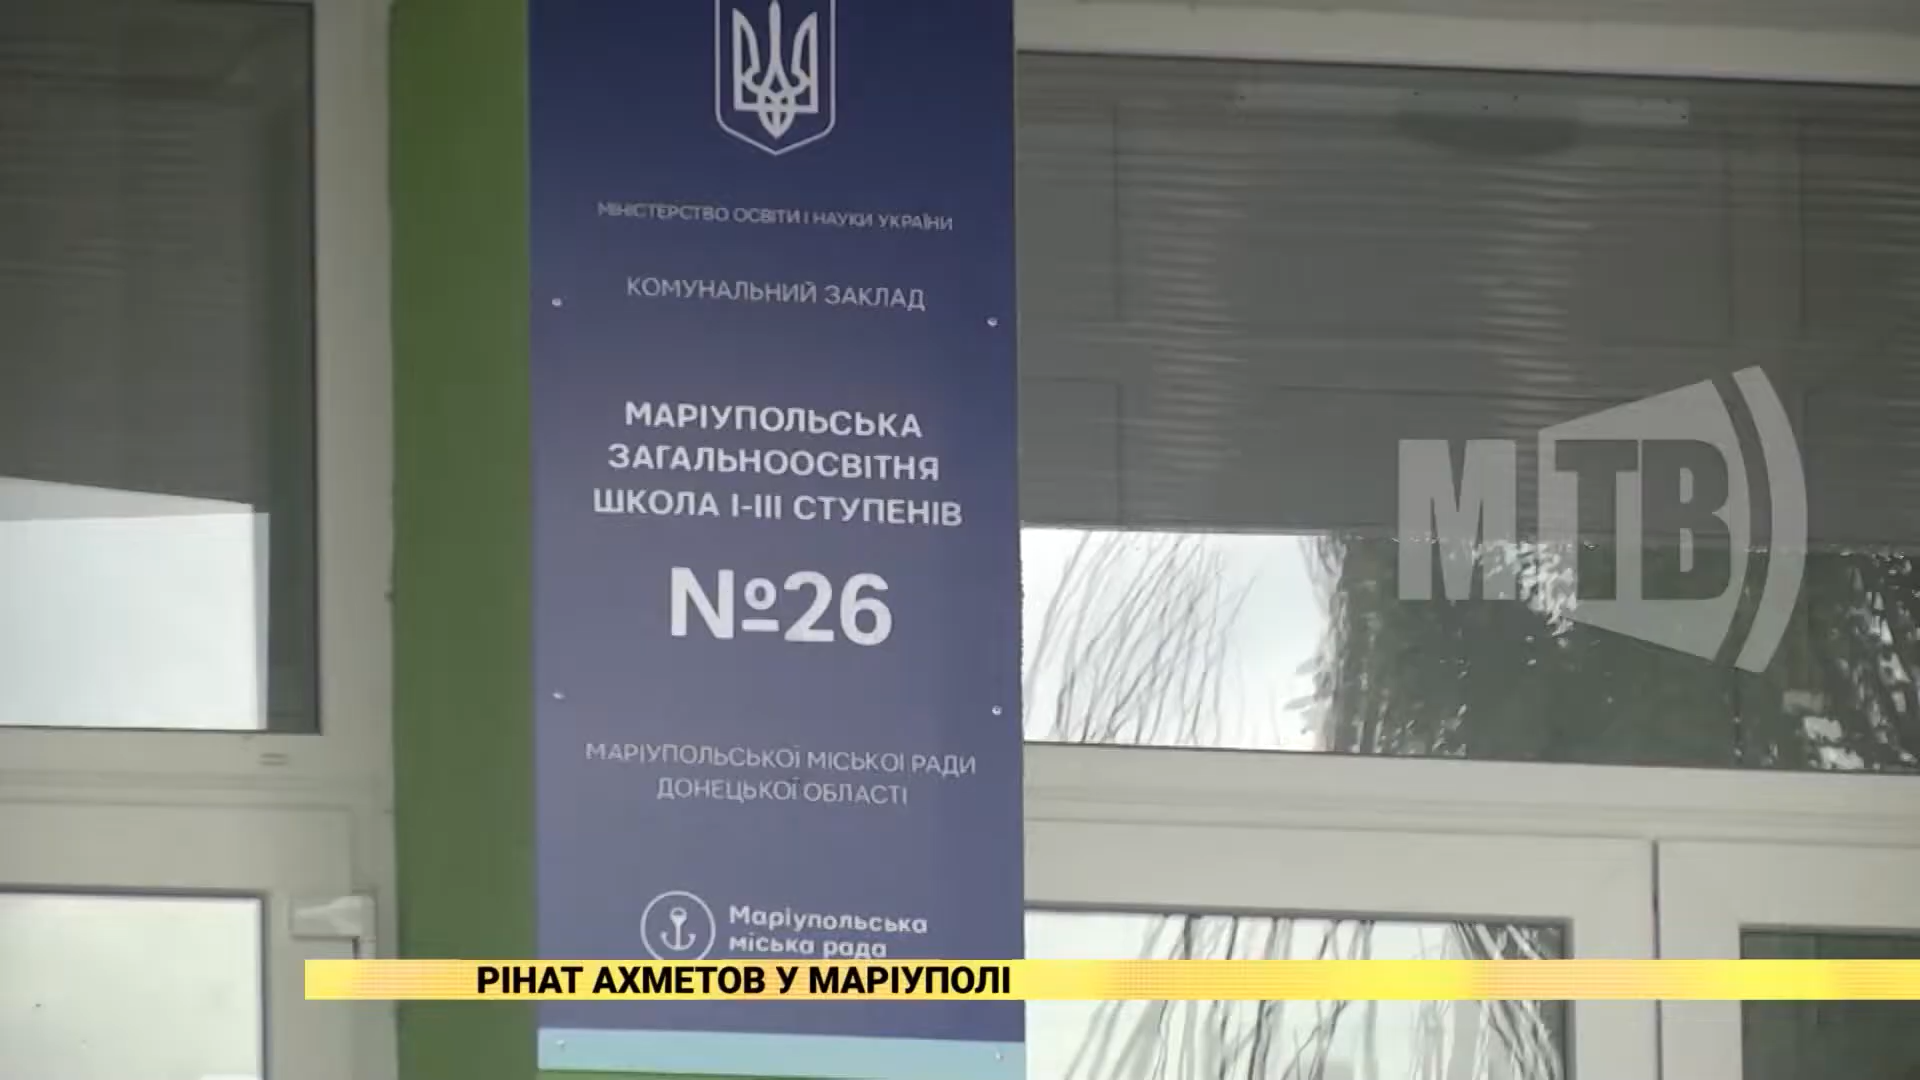 МІНІСТЕРСТВО ОСВІТИ І НАУКИ УКРАЇНИ
КОМУНАЛЬНИЙ ЗАКЛАД
МАРІУПОЛЬСЬКА
ЗАГАЛЬНООСВІТНЯ
ШКОЛА І-ІІІ СТУПЕНІВ
№26
МАРІУПОЛЬСЬКОЇ МІСЬКОЇ РАДИ
ДОНЕЦЬКОЇ ОБЛАСТІ
Маріупольська
міська рада
МТВ
РІНАТ АХМЕТОВ У МАРІУПОЛІ